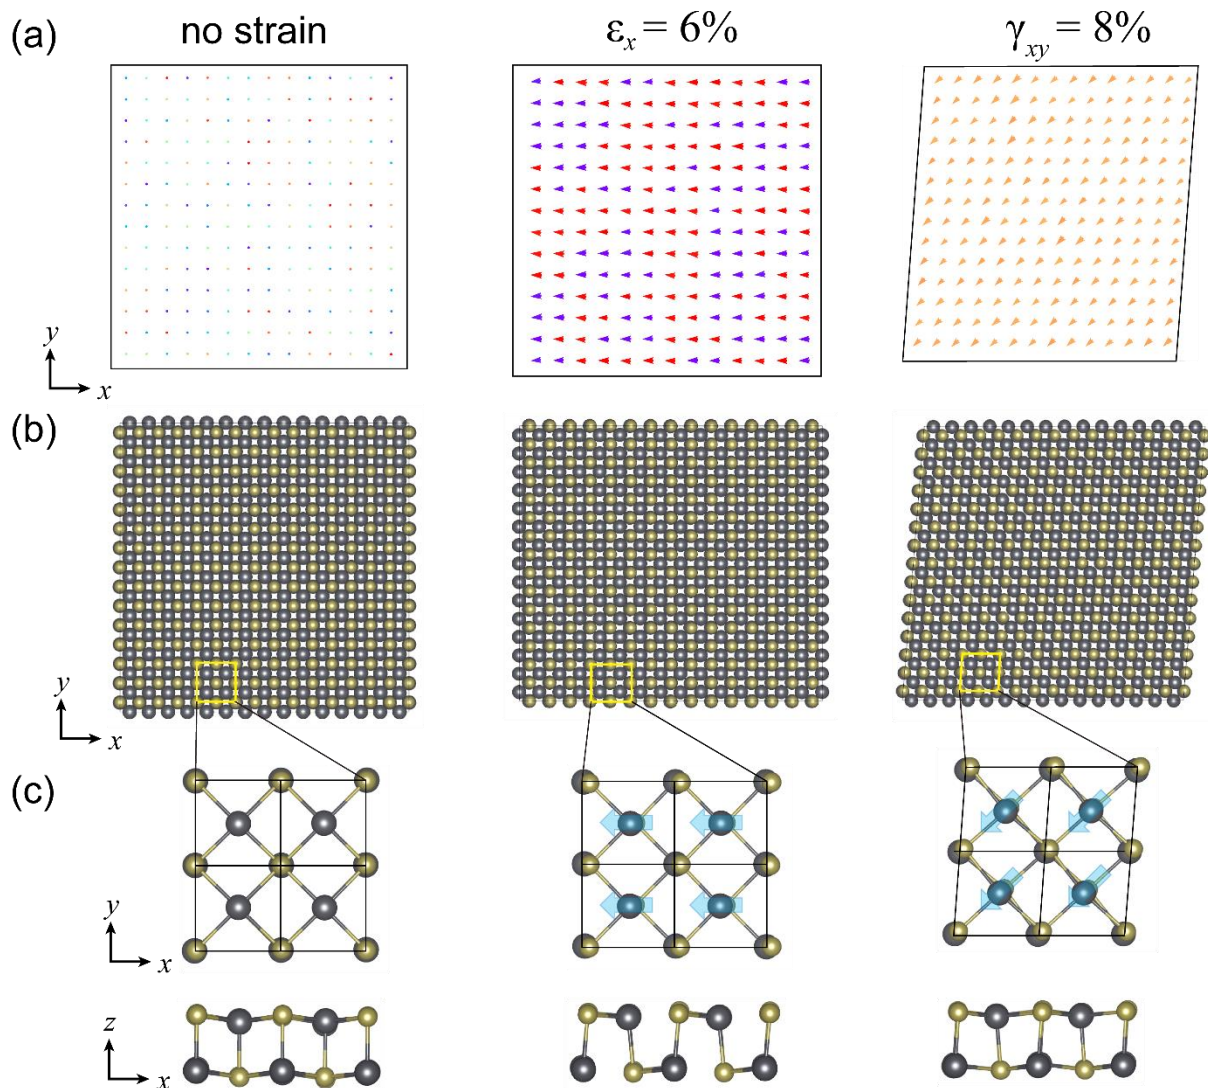 (a) no strain εx = 6% γxy = 8%
y
x
(b)
y
x
(c)
y
x
z
x